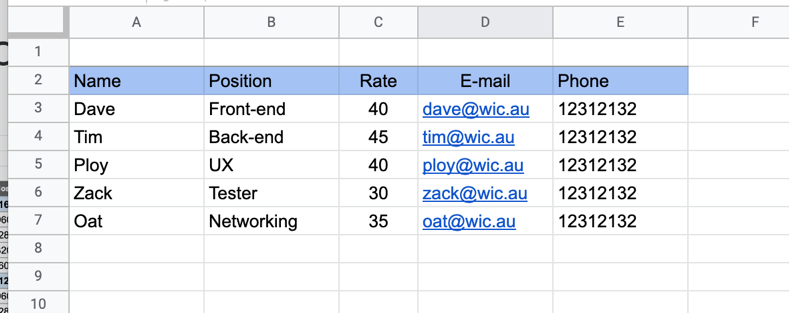 A B C D E F
1
2 Name Position Rate E-mail Phone
3 Dave Front-end 40 dave@wic.au 12312132
4 Tim Back-end 45 tim@wic.au 12312132
5 Ploy UX 40 ploy@wic.au 12312132
6 Zack Tester 30 zack@wic.au 12312132
7 Oat Networking 35 oat@wic.au 12312132
8
9
10